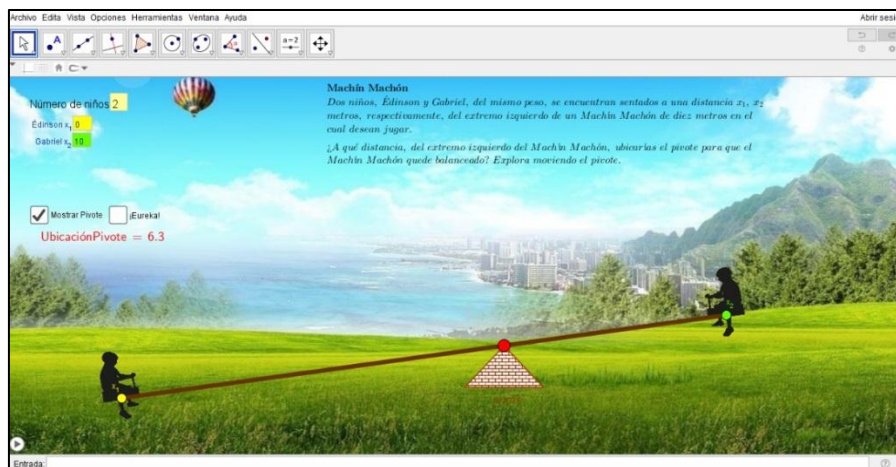 Archivo Edita Vista Opciones Herramientas Ventana Ayuda
Abrir sesi
A
a=2
Número de niños 2
Édinson x₁ 0
Gabriel x₂ 10
Machín Machón
Dos niños, Édinson y Gabriel, del mismo peso, se encuentran sentados a una distancia x₁, x₂
metros, respectivamente, del extremo izquierdo de un Machín Machón de diez metros en el
cual desean jugar.
¿A qué distancia, del extremo izquierdo del Machín Machón, ubicarías el pivote para que el
Machín Machón quede balanceado? Explora moviendo el pivote.
Mostrar Pivote ¡Eureka!
UbicaciónPivote = 6.3
Entrada: